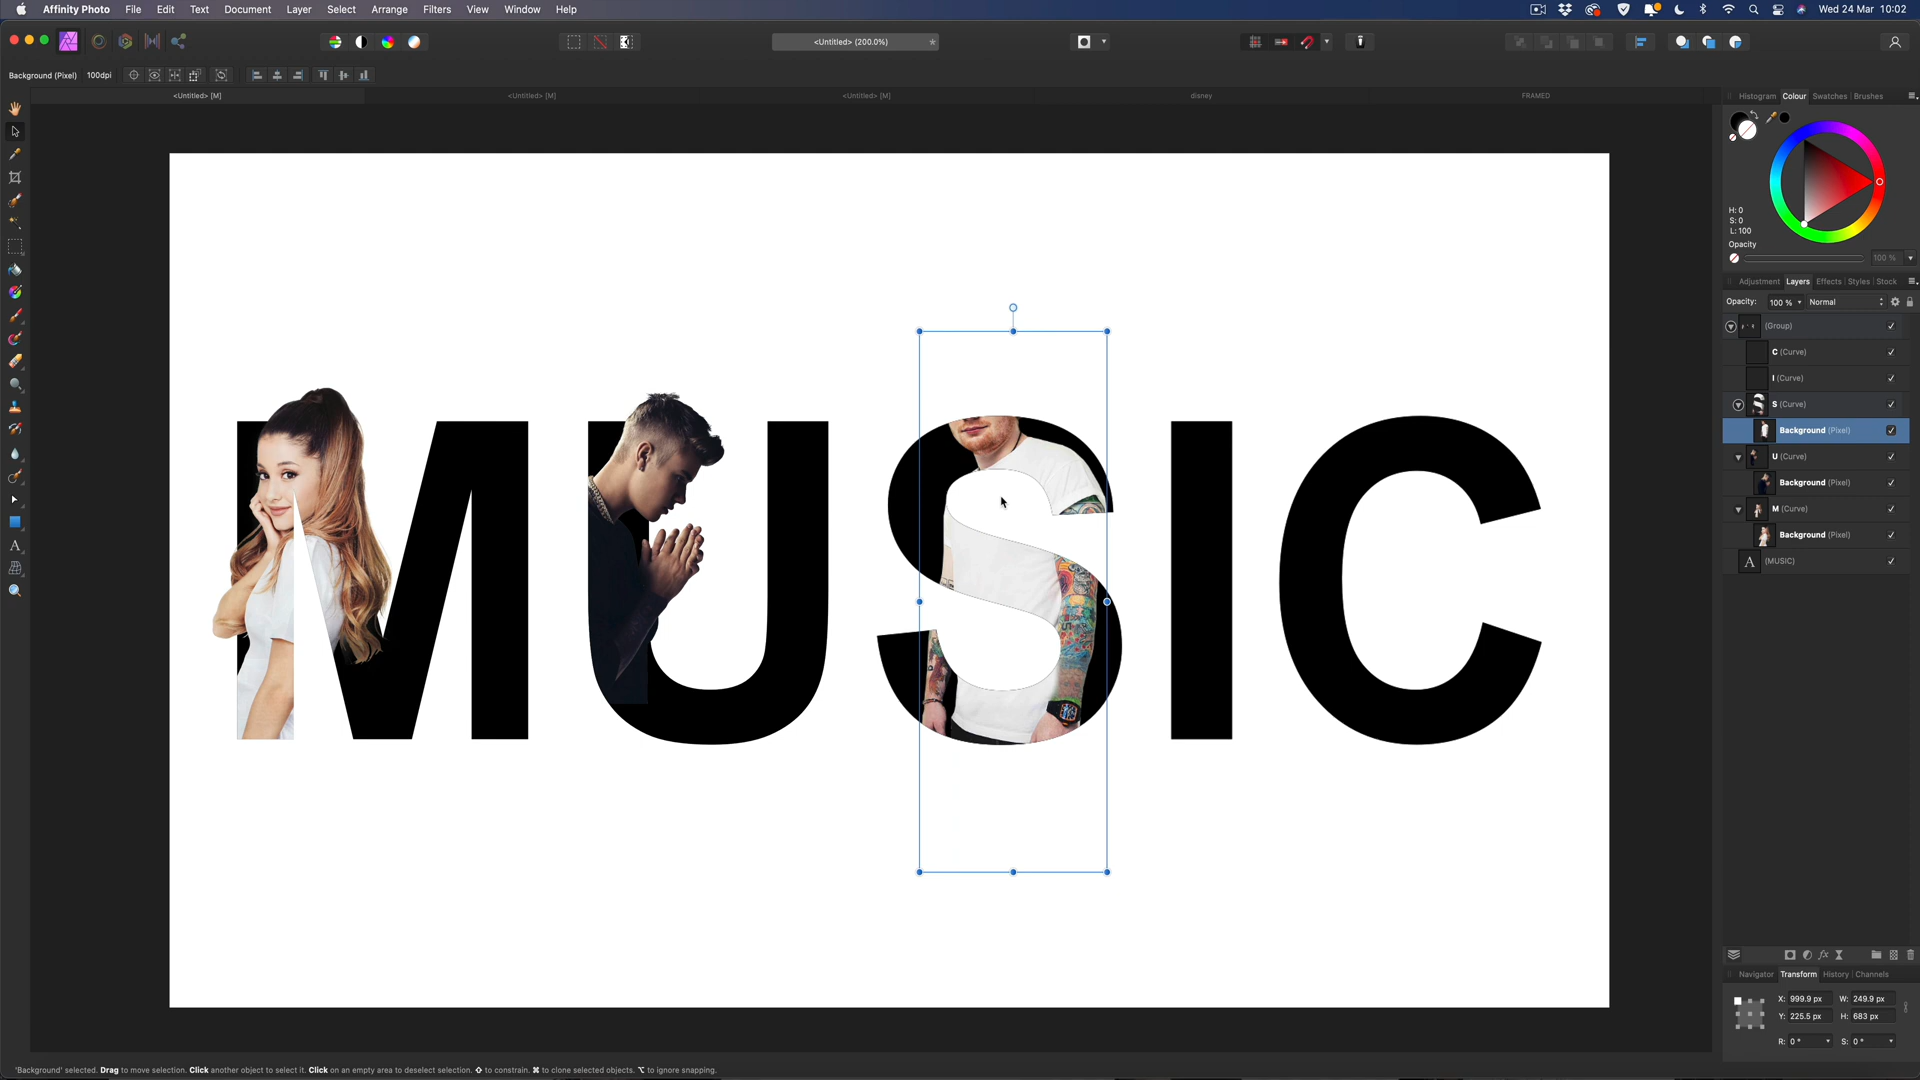 Affinity Photo File Edit Text Document Layer Select Arrange Filters View Window Help Wed 24 Mar 10:02
<Untitled> (200.0%)
Background (Pixel) 100dpi
<Untitled> [M] <Untitled> [M] <Untitled> [M] disney FRAMED
Histogram Colour Swatches Brushes
H: 0
S: 0
L: 100
Opacity
100 %
Adjustment Layers Effects Styles Stock
Opacity: 100 % Normal
(Group)
C (Curve)
I (Curve)
S (Curve)
Background (Pixel)
U (Curve)
Background (Pixel)
M (Curve)
Background (Pixel)
A (MUSIC)
MUSIC
Navigator Transform History Channels
X: 999.9 px W: 249.9 px
Y: 225.5 px H: 683 px
R: 0 ° S: 0 °
'Background' selected. Drag to move selection. Click another object to select it. Click on an empty area to deselect selection. ⇧ to constrain. ⌘ to clone selected objects. ⌥ to ignore snapping.